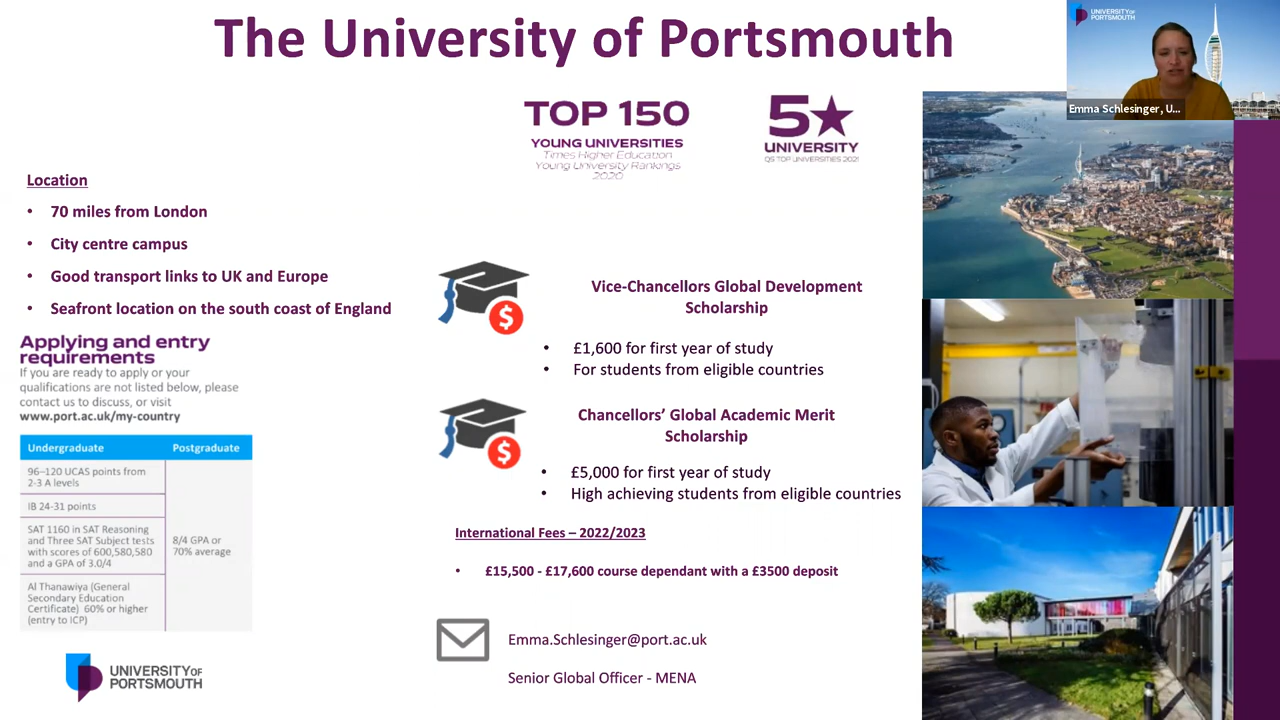 The University of Portsmouth
UNIVERSITY OF
PORTSMOUTH
Emma Schlesinger, U...
TOP 150
YOUNG UNIVERSITIES
Times Higher Education
Young University Rankings
2020
5★
UNIVERSITY
QS TOP UNIVERSITIES 2021
Location
• 70 miles from London
• City centre campus
• Good transport links to UK and Europe
• Seafront location on the south coast of England
Applying and entry
requirements
If you are ready to apply or your
qualifications are not listed below, please
contact us to discuss, or visit
www.port.ac.uk/my-country
Undergraduate
Postgraduate
96–120 UCAS points from
2-3 A levels
IB 24-31 points
SAT 1160 in SAT Reasoning
and Three SAT Subject tests
with scores of 600,580,580
and a GPA of 3.0/4
Al Thanawiya (General
Secondary Education
Certificate) 60% or higher
(entry to ICP)
8/4 GPA or
70% average
UNIVERSITY OF
PORTSMOUTH
$
Vice-Chancellors Global Development
Scholarship
• £1,600 for first year of study
• For students from eligible countries
$
Chancellors’ Global Academic Merit
Scholarship
• £5,000 for first year of study
• High achieving students from eligible countries
International Fees – 2022/2023
• £15,500 - £17,600 course dependant with a £3500 deposit
Emma.Schlesinger@port.ac.uk
Senior Global Officer - MENA